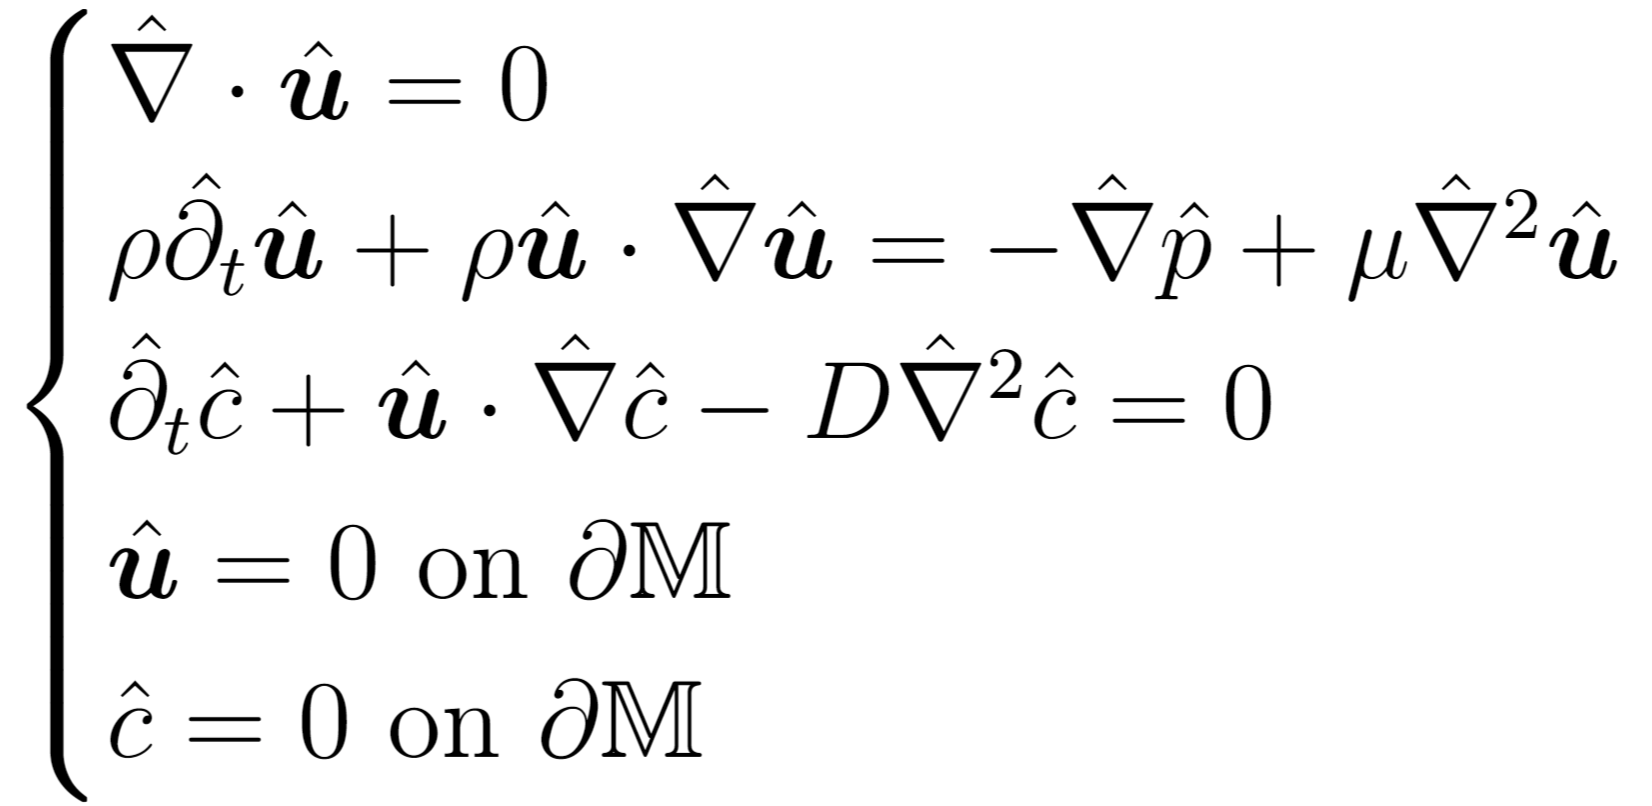 ∇̂ · 𝒖̂ = 0
ρ∂̂ₜ𝒖̂ + ρ𝒖̂ · ∇̂𝒖̂ = −∇̂p̂ + μ∇̂²𝒖̂
∂̂ₜĉ + 𝒖̂ · ∇̂ĉ − D∇̂²ĉ = 0
𝒖̂ = 0 on ∂𝕄
ĉ = 0 on ∂𝕄